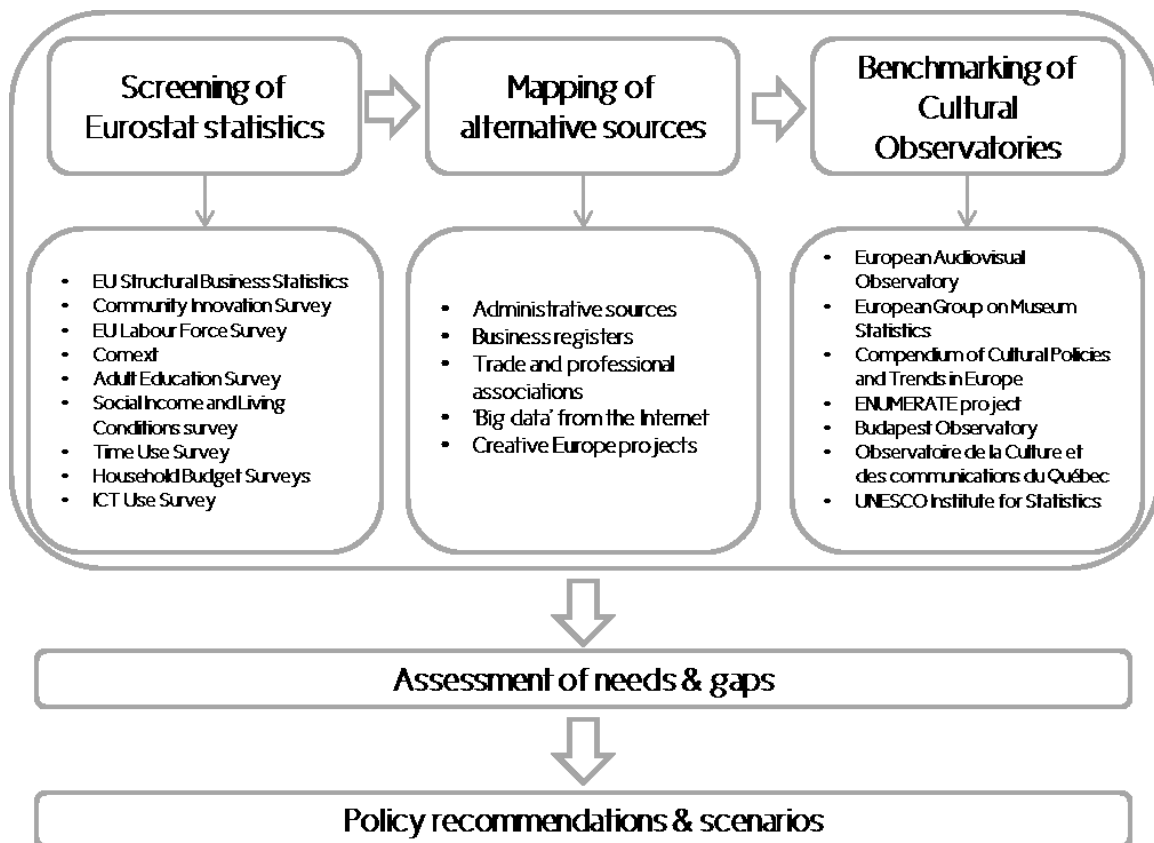 Screening of
Eurostat statistics
Mapping of
alternative sources
Benchmarking of
Cultural
Observatories
• EU Structural Business Statistics
• Community Innovation Survey
• EU Labour Force Survey
• Comext
• Adult Education Survey
• Social Income and Living
Conditions survey
• Time Use Survey
• Household Budget Surveys
• ICT Use Survey
• Administrative sources
• Business registers
• Trade and professional
associations
• ‘Big data’ from the Internet
• Creative Europe projects
• European Audiovisual
Observatory
• European Group on Museum
Statistics
• Compendium of Cultural Policies
and Trends in Europe
• ENUMERATE project
• Budapest Observatory
• Observatoire de la Culture et
des communications du Québec
• UNESCO Institute for Statistics
Assessment of needs & gaps
Policy recommendations & scenarios